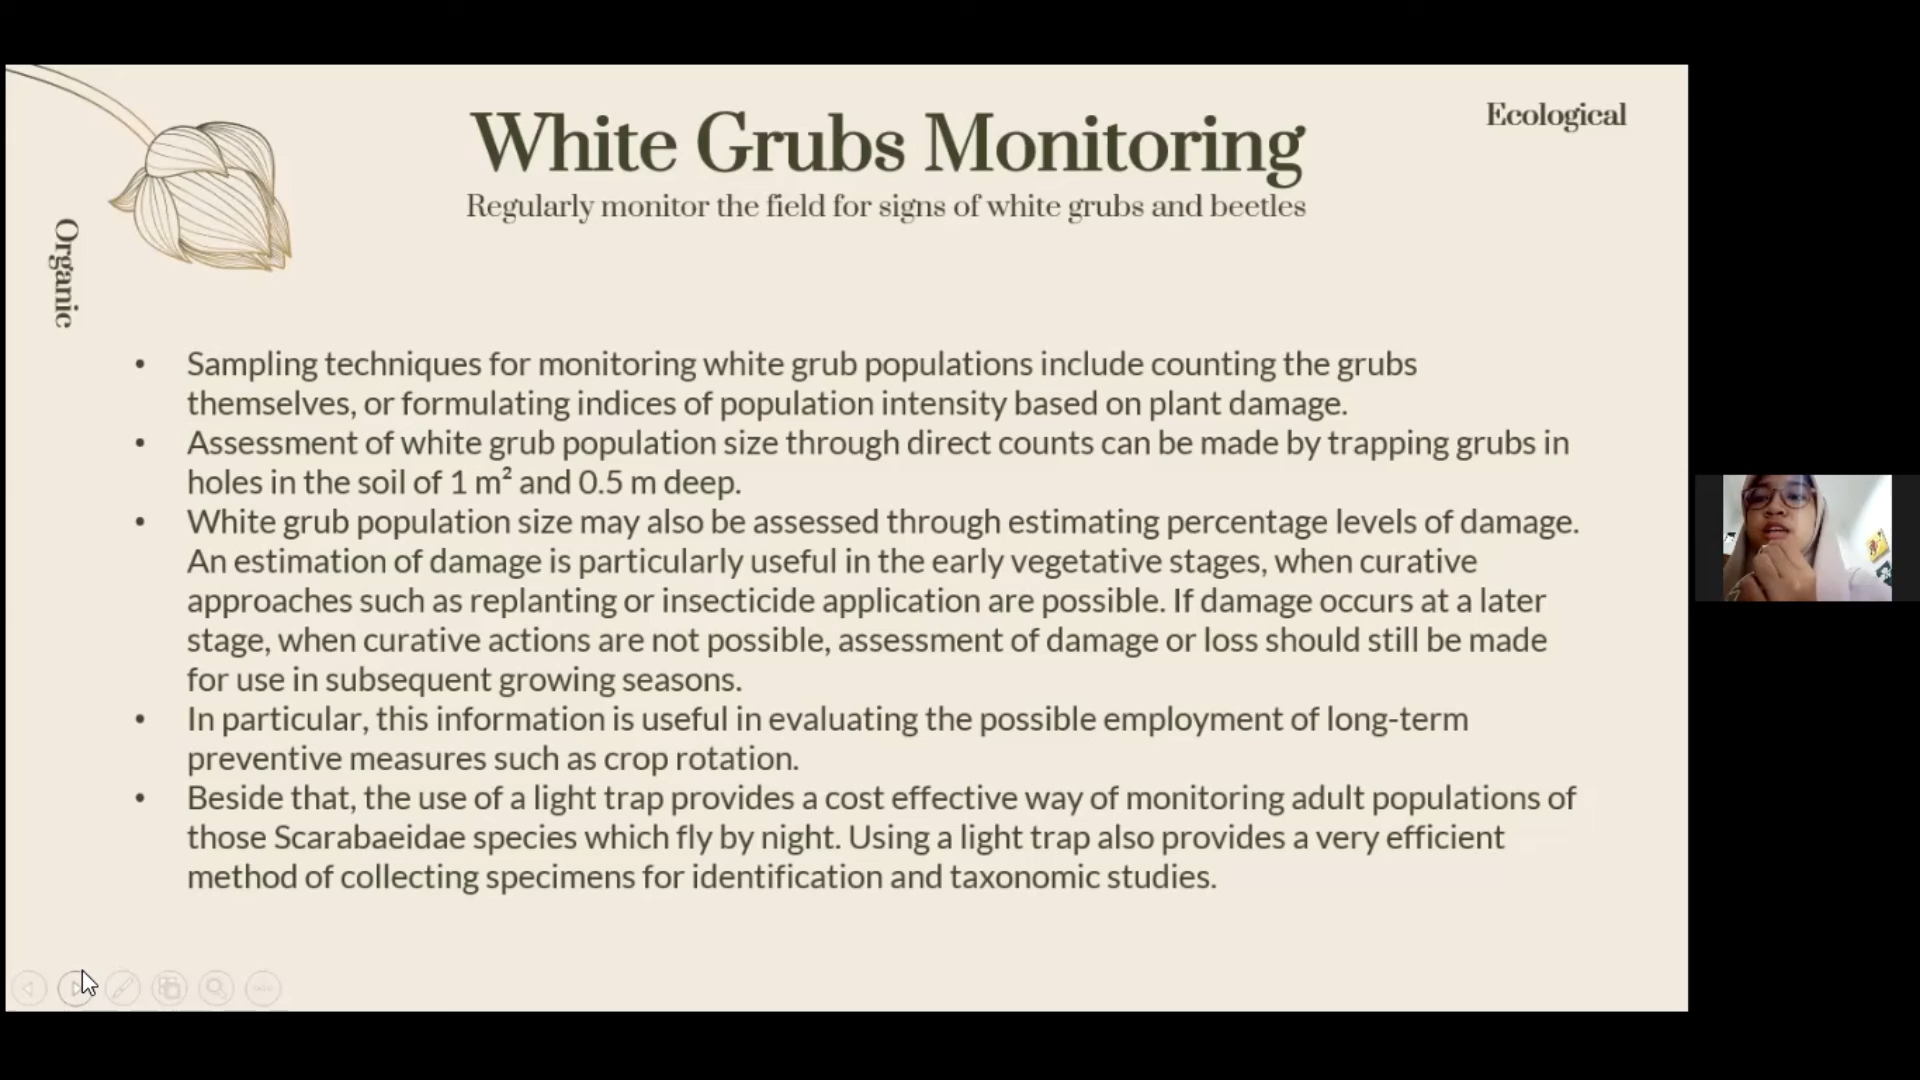 Ecological
White Grubs Monitoring
Regularly monitor the field for signs of white grubs and beetles
Organic
• Sampling techniques for monitoring white grub populations include counting the grubs
themselves, or formulating indices of population intensity based on plant damage.
• Assessment of white grub population size through direct counts can be made by trapping grubs in
holes in the soil of 1 m² and 0.5 m deep.
• White grub population size may also be assessed through estimating percentage levels of damage.
An estimation of damage is particularly useful in the early vegetative stages, when curative
approaches such as replanting or insecticide application are possible. If damage occurs at a later
stage, when curative actions are not possible, assessment of damage or loss should still be made
for use in subsequent growing seasons.
• In particular, this information is useful in evaluating the possible employment of long-term
preventive measures such as crop rotation.
• Beside that, the use of a light trap provides a cost effective way of monitoring adult populations of
those Scarabaeidae species which fly by night. Using a light trap also provides a very efficient
method of collecting specimens for identification and taxonomic studies.